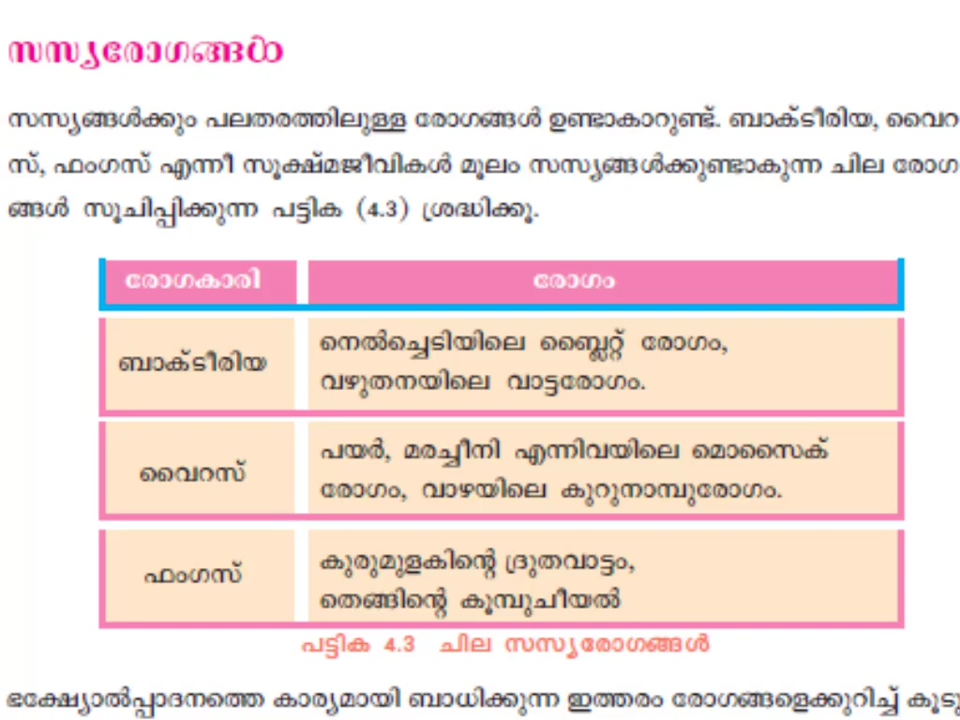 സസ്യരോഗങ്ങൾ
സസ്യങ്ങൾക്കും പലതരത്തിലുള്ള രോഗങ്ങൾ ഉണ്ടാകാറുണ്ട്. ബാക്ടീരിയ, വൈറ
സ്, ഫംഗസ് എന്നീ സൂക്ഷ്മജീവികൾ മൂലം സസ്യങ്ങൾക്കുണ്ടാകുന്ന ചില രോഗ
ങ്ങൾ സൂചിപ്പിക്കുന്ന പട്ടിക (4.3) ശ്രദ്ധിക്കൂ.
രോഗകാരി രോഗം
ബാക്ടീരിയ
നെൽച്ചെടിയിലെ ബ്ലൈറ്റ് രോഗം,
വഴുതനയിലെ വാട്ടരോഗം.
വൈറസ്
പയർ, മരച്ചീനി എന്നിവയിലെ മൊസൈക്
രോഗം, വാഴയിലെ കുറുനാമ്പുരോഗം.
ഫംഗസ്
കുരുമുളകിന്റെ ദ്രുതവാട്ടം,
തെങ്ങിന്റെ കൂമ്പുചീയൽ
പട്ടിക 4.3 ചില സസ്യരോഗങ്ങൾ
ഭക്ഷ്യോൽപ്പാദനത്തെ കാര്യമായി ബാധിക്കുന്ന ഇത്തരം രോഗങ്ങളെക്കുറിച്ച് കൂടു